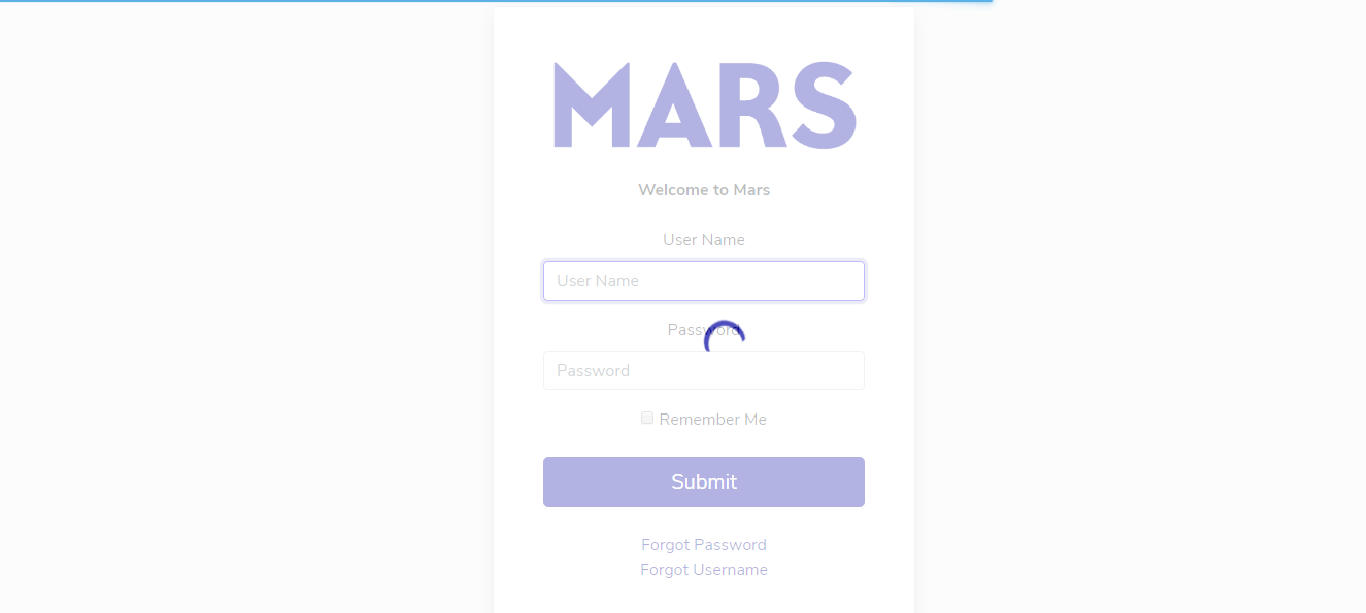 MARS
Welcome to Mars
User Name
User Name
Password
Password
Remember Me
Submit
Forgot Password
Forgot Username